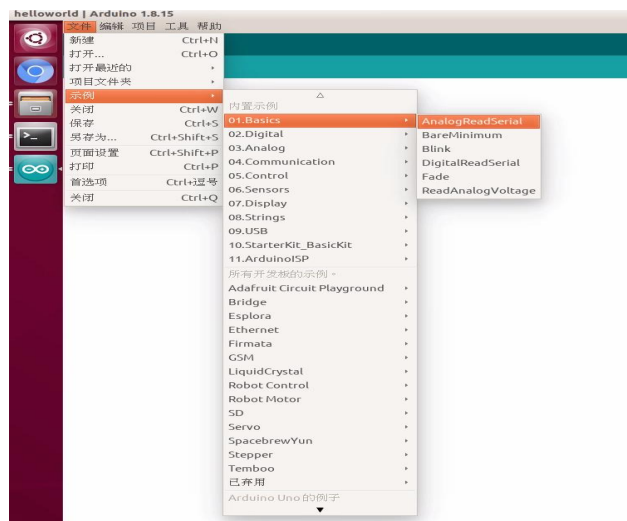 helloworld | Arduino 1.8.15
文件 编辑 项目 工具 帮助
新建 Ctrl+N
打开... Ctrl+O
打开最近的
项目文件夹
示例
关闭 Ctrl+W
保存 Ctrl+S
另存为... Ctrl+Shift+S
页面设置 Ctrl+Shift+P
打印 Ctrl+P
首选项 Ctrl+逗号
关闭 Ctrl+Q
内置示例
01.Basics
02.Digital
03.Analog
04.Communication
05.Control
06.Sensors
07.Display
08.Strings
09.USB
10.StarterKit_BasicKit
11.ArduinoISP
所有开发板的示例。
Adafruit Circuit Playground
Bridge
Esplora
Ethernet
Firmata
GSM
LiquidCrystal
Robot Control
Robot Motor
SD
Servo
SpacebrewYun
Stepper
Temboo
已弃用
Arduino Uno 的例子
AnalogReadSerial
BareMinimum
Blink
DigitalReadSerial
Fade
ReadAnalogVoltage